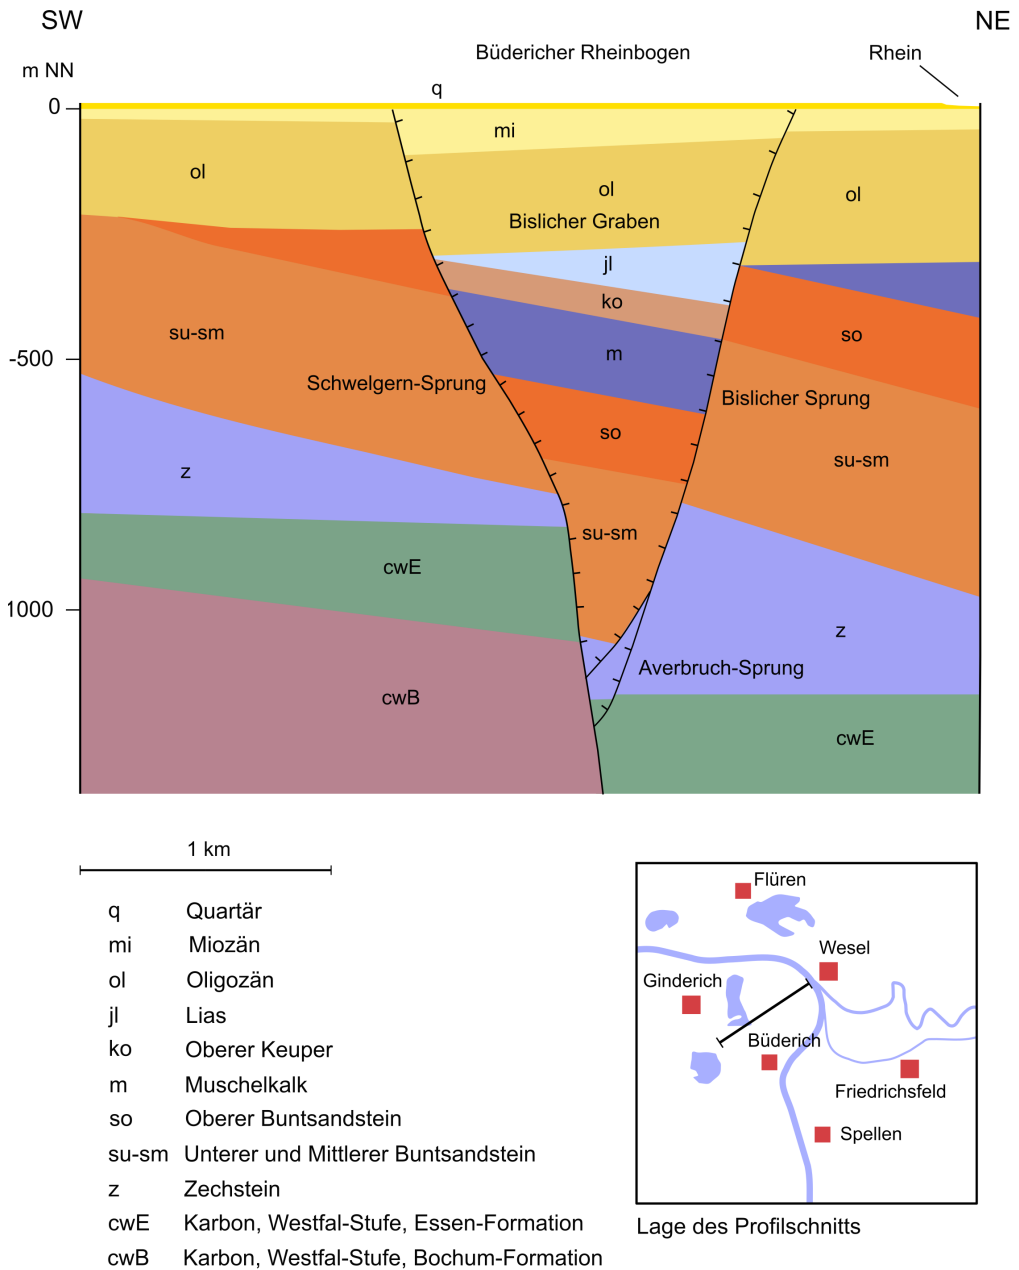 SW
NE
Büdericher Rheinbogen
Rhein
m NN
q
0
mi
ol
ol
ol
Bislicher Graben
jl
ko
su-sm
so
m
-500
Schwelgern-Sprung
Bislicher Sprung
so
su-sm
z
su-sm
cwE
1000
z
Averbruch-Sprung
cwB
cwE
1 km
q Quartär
mi Miozän
ol Oligozän
jl Lias
ko Oberer Keuper
m Muschelkalk
so Oberer Buntsandstein
su-sm Unterer und Mittlerer Buntsandstein
z Zechstein
cwE Karbon, Westfal-Stufe, Essen-Formation
cwB Karbon, Westfal-Stufe, Bochum-Formation
Flüren
Wesel
Ginderich
Büderich
Friedrichsfeld
Spellen
Lage des Profilschnitts